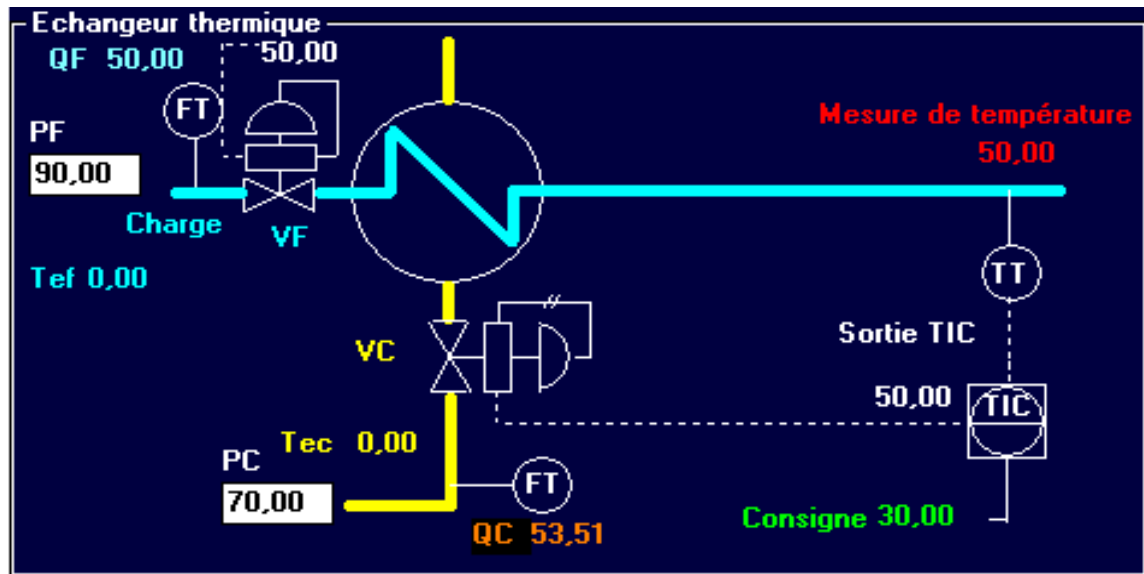 Echangeur thermique
QF 50,00
50,00
FT
PF
90,00
Mesure de température
50,00
Charge
VF
Tef 0,00
TT
VC
Sortie TIC
50,00
TIC
Tec 0,00
PC
70,00
FT
QC 53,51
Consigne 30,00